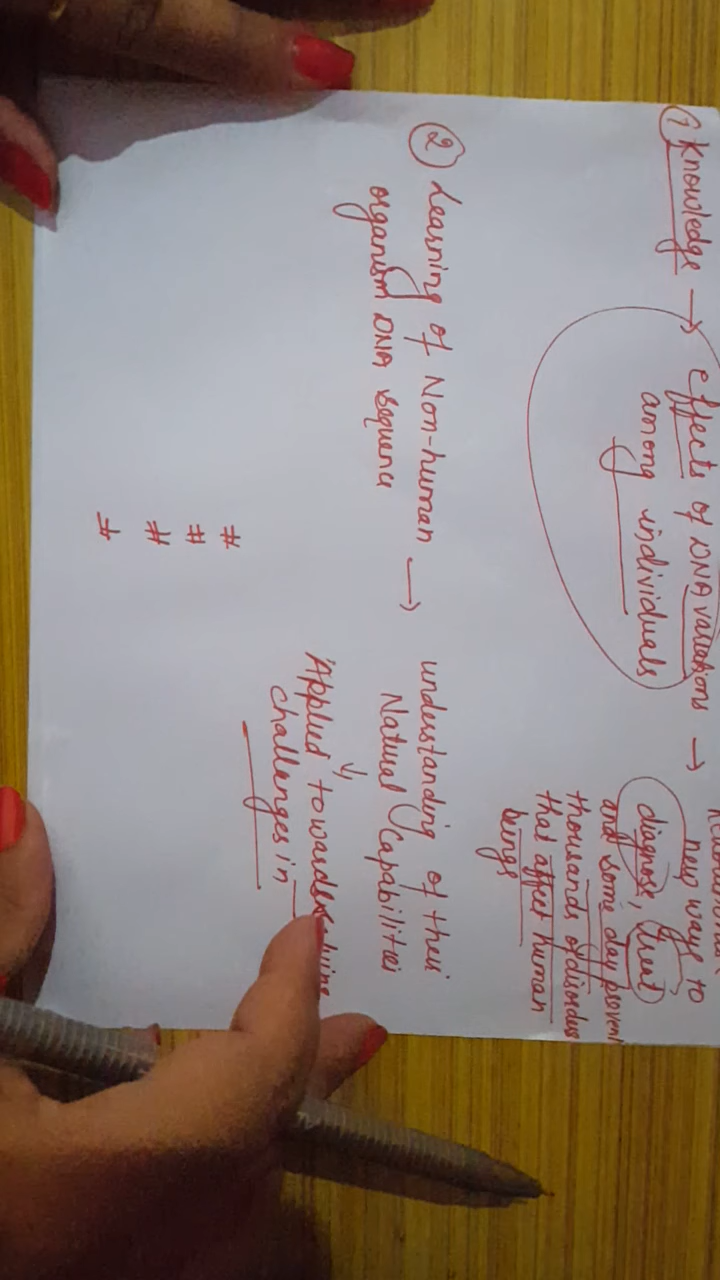 ① Knowledge → effects of DNA variations →
among individuals
new ways to
diagnose, treat
and some day prevent
thousands of disorders
that affect human
beings
② Learning of Non-human → understanding of their
organism DNA sequence
Natural Capabilities
↓
Applied towards
challenges in
#
#
#
#